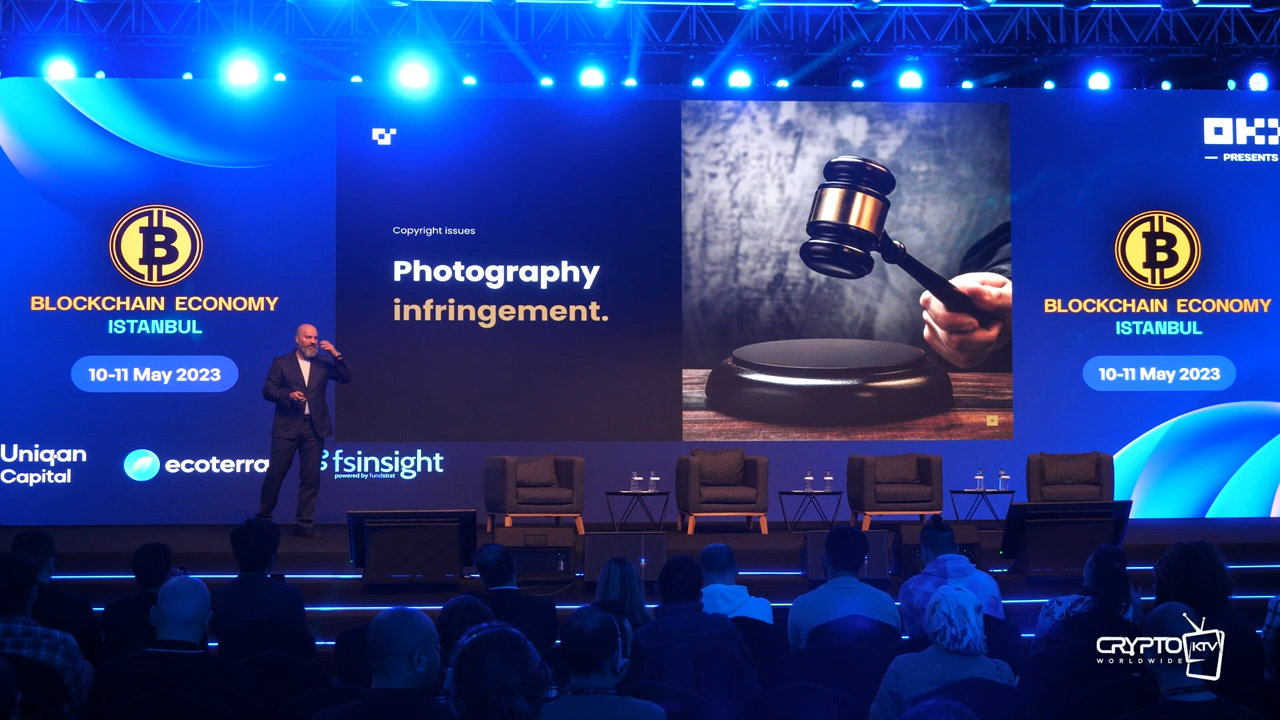 BLOCKCHAIN ECONOMY
ISTANBUL
10-11 May 2023
Uniqan
Capital
ecoterra
fsinsight
powered by fundstrat
Copyright issues
Photography
infringement.
OKX
PRESENTS
BLOCKCHAIN ECONOMY
ISTANBUL
10-11 May 2023
CRYPTO KTV
WORLDWIDE